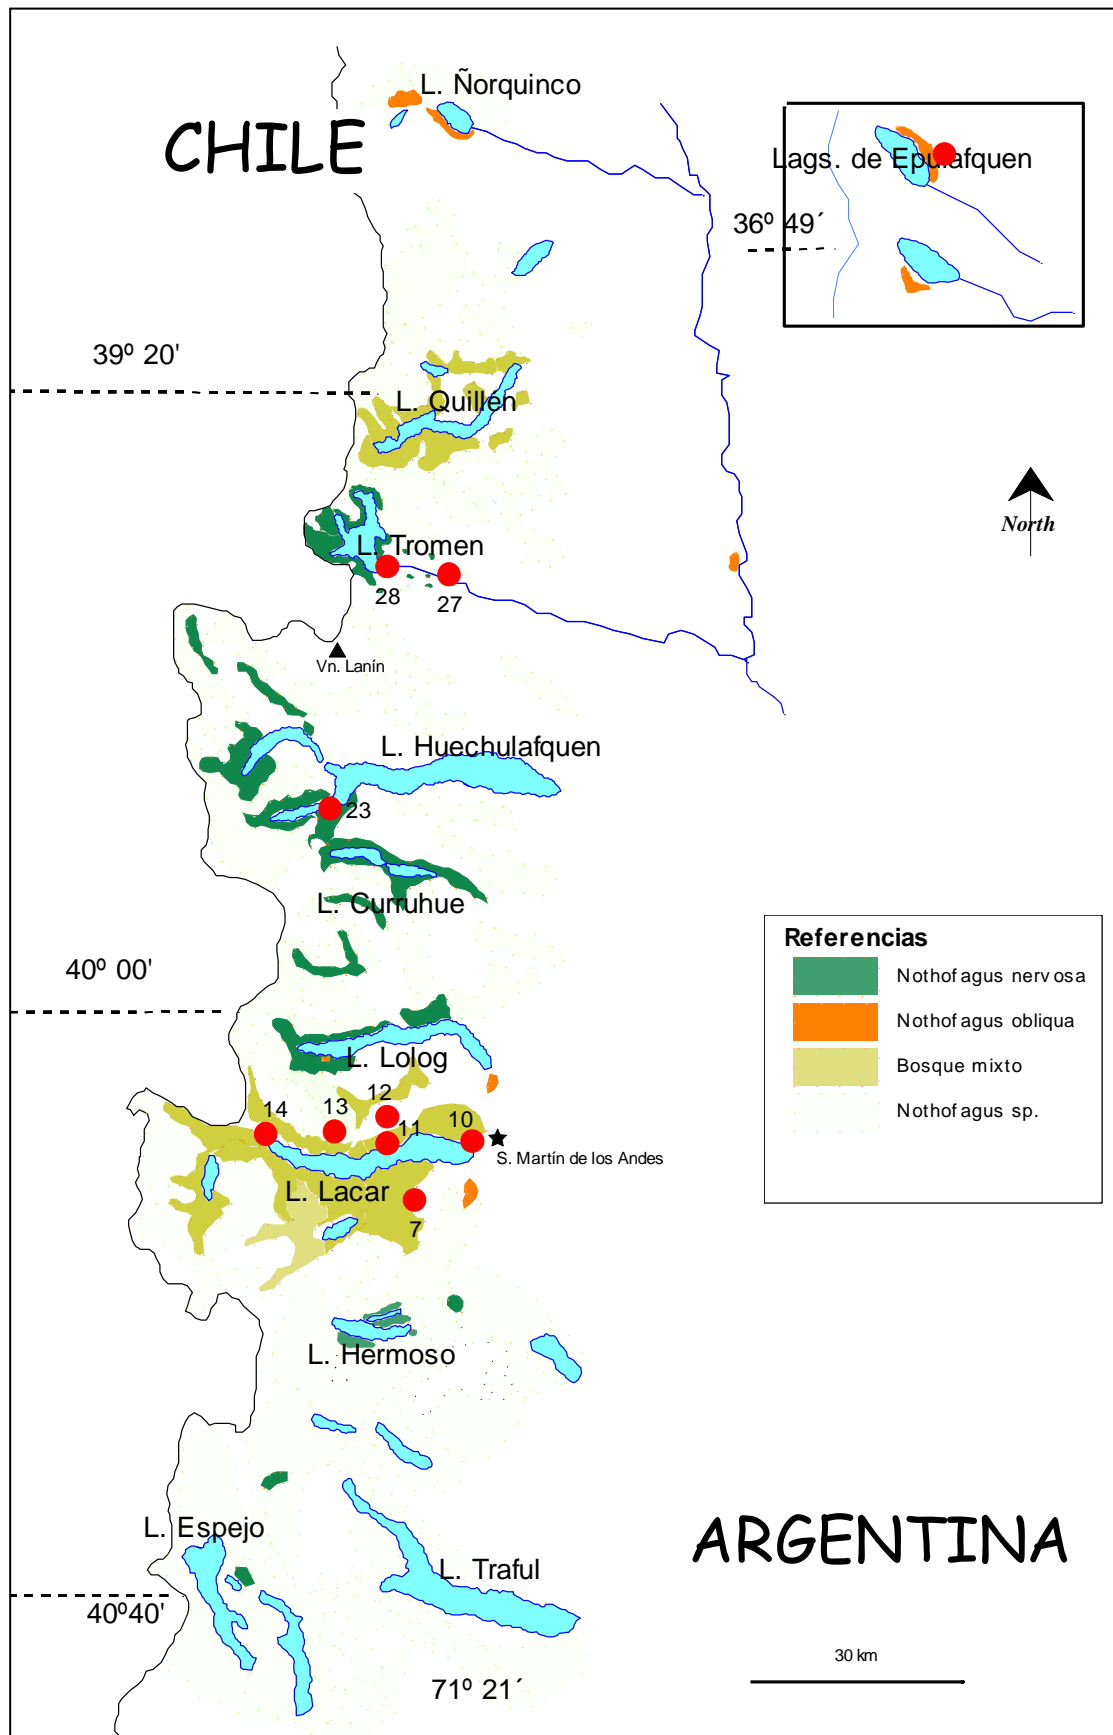 L. Ñorquinco
CHILE
Lags. de Epulafquen
36º 49´
39º 20'
L. Quillén
North
L. Tromen
28
27
Vn. Lanín
L. Huechulafquen
23
L. Curruhue
40º 00'
Referencias
Nothofagus nervosa
Nothofagus obliqua
Bosque mixto
Nothofagus sp.
L. Lolog
12
14
13
10
11
S. Martín de los Andes
L. Lacar
7
L. Hermoso
L. Espejo
ARGENTINA
L. Traful
40º40'
30 km
71º 21´